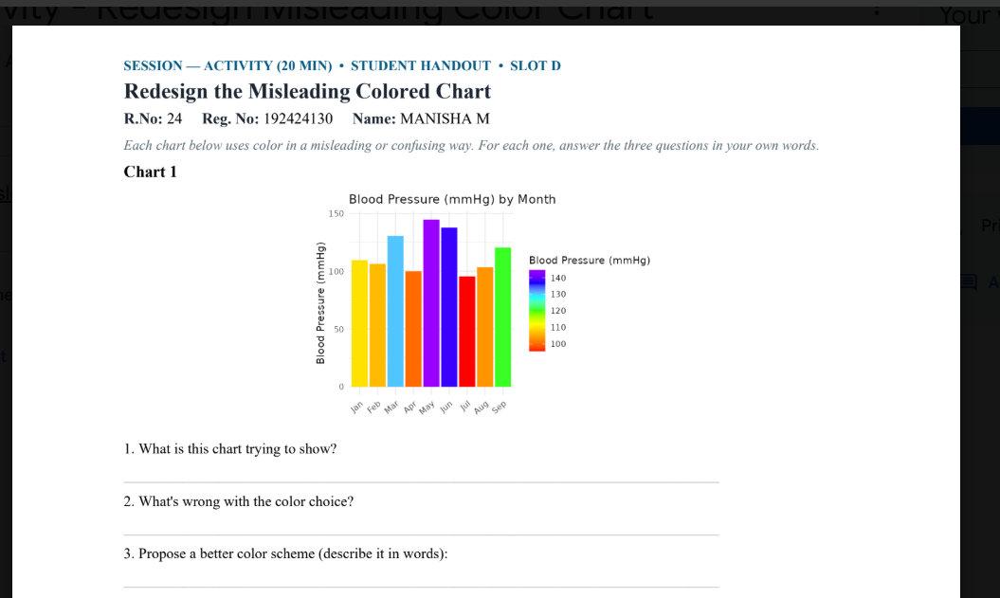 vity - Redesign Misleading Color Chart
Your
SESSION — ACTIVITY (20 MIN) • STUDENT HANDOUT • SLOT D
Redesign the Misleading Colored Chart
R.No: 24 Reg. No: 192424130 Name: MANISHA M
Each chart below uses color in a misleading or confusing way. For each one, answer the three questions in your own words.
Chart 1
Blood Pressure (mmHg) by Month
150
100
50
0
Blood Pressure (mmHg)
Jan Feb Mar Apr May Jun Jul Aug Sep
Blood Pressure (mmHg)
140
130
120
110
100
1. What is this chart trying to show?
2. What's wrong with the color choice?
3. Propose a better color scheme (describe it in words):